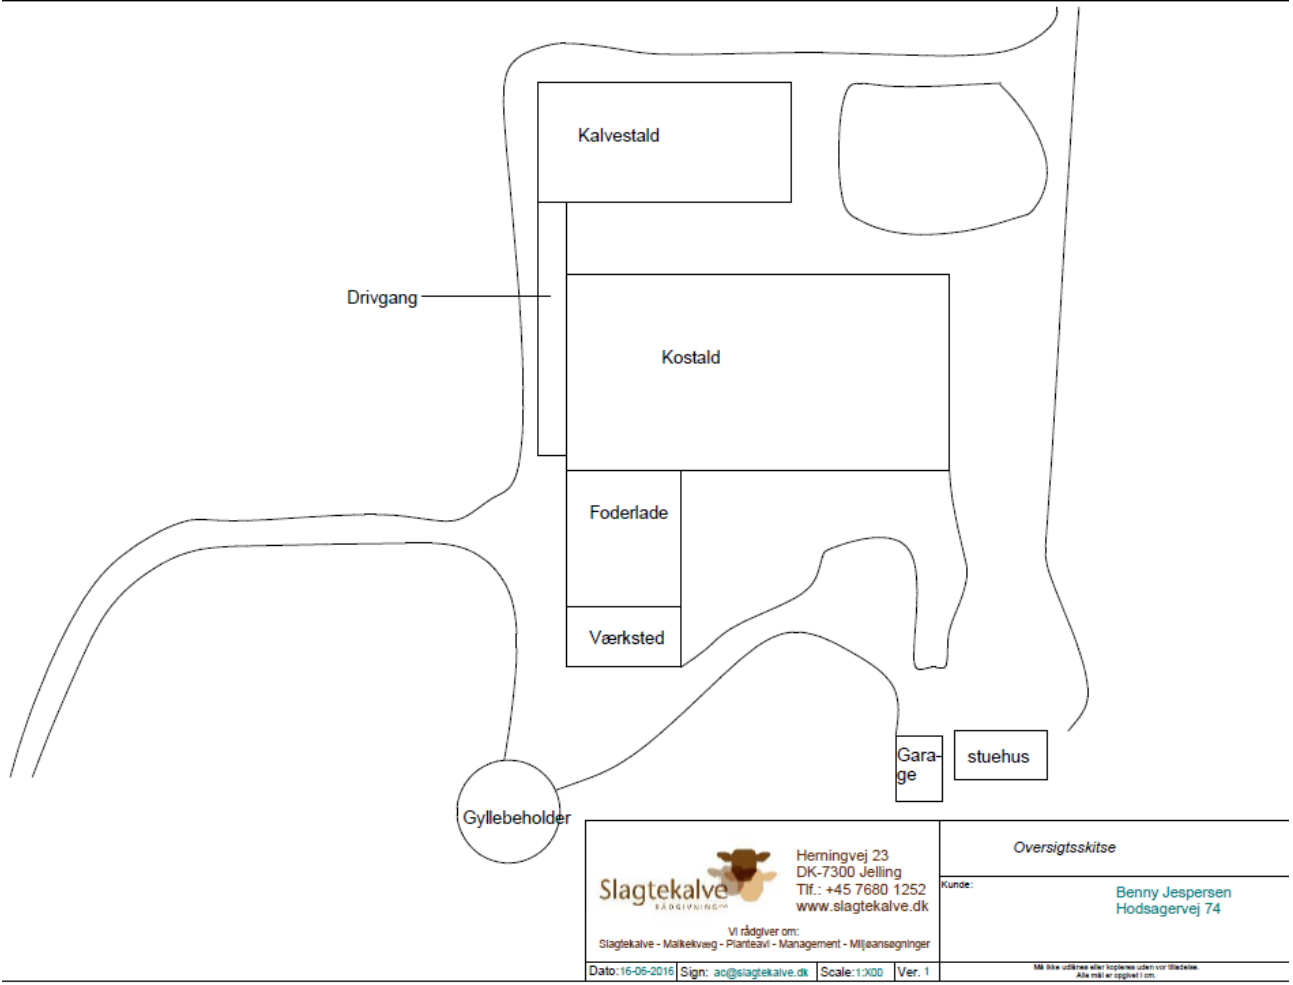 Kalvestald
Drivgang
Kostald
Foderlade
Værksted
Gara-
ge
stuehus
Gyllebeholder
Slagtekalve
RÅDGIVNING
Herningvej 23
DK-7300 Jelling
Tlf.: +45 7680 1252
www.slagtekalve.dk
Vi rådgiver om:
Slagtekalve - Malkekvæg - Planteavl - Management - Miljøansøgninger
Dato: 16-06-2016 Sign: ac@slagtekalve.dk Scale: 1:X00 Ver. 1
Oversigtsskitse
Kunde:
Benny Jespersen
Hodsagervej 74
Må ikke udlånes eller kopieres uden vor tilladelse.
Alle mål er opgivet i cm.